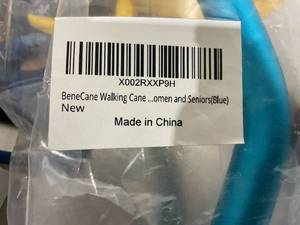 X002RXXP9H
BeneCane Walking Cane ...omen and Seniors(Blue)
New
Made in China